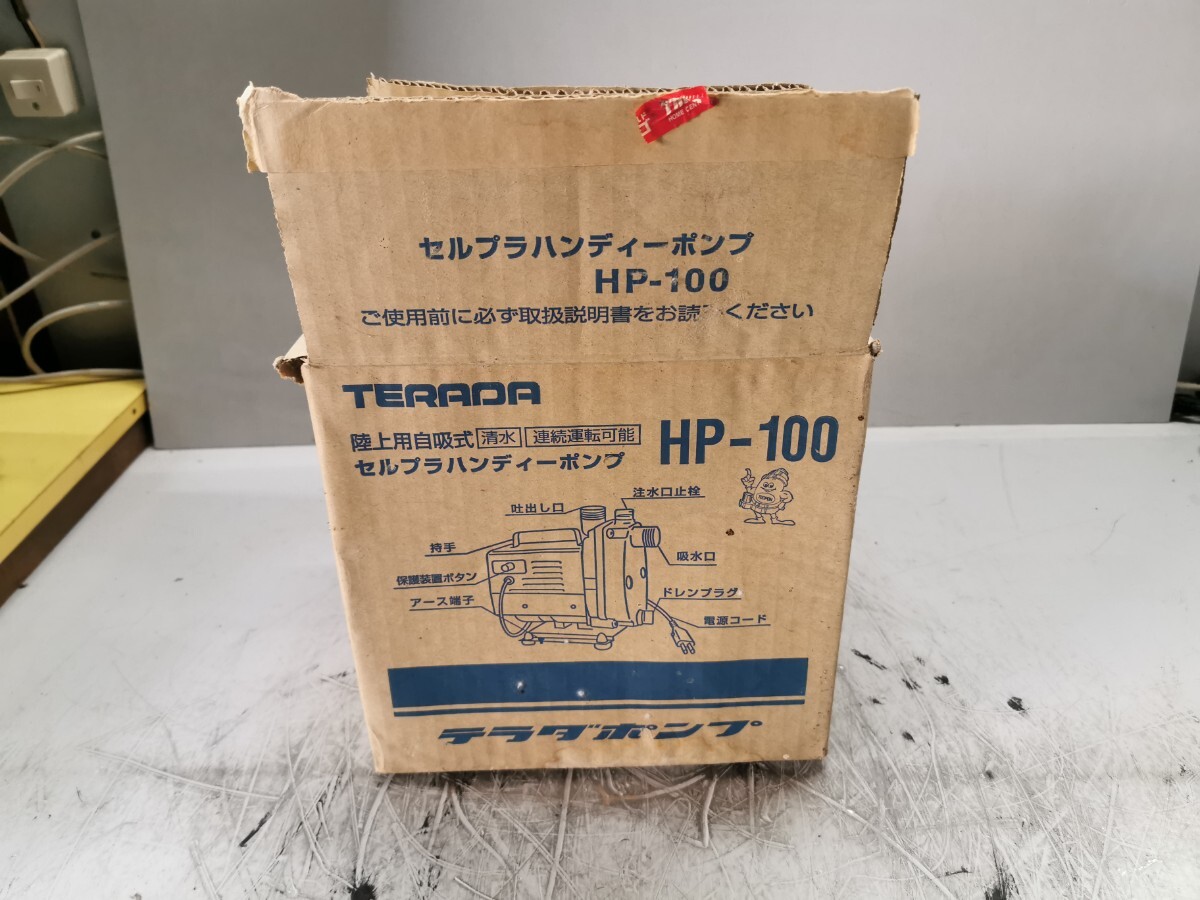 HOME CEN
セルプラハンディーポンプ
HP-100
ご使用前に必ず取扱説明書をお読みください
TERADA
陸上用自吸式 清水 連続運転可能
セルプラハンディーポンプ
HP-100
注水口止栓
吐出し口
持手
吸水口
保護装置ボタン
アース端子
ドレンプラグ
電源コード
テラダポンプ